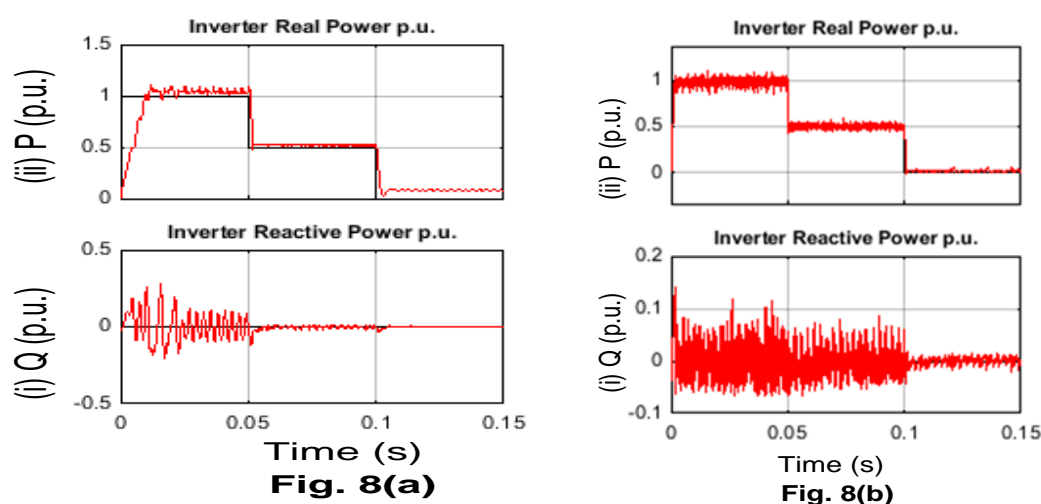 Inverter Real Power p.u.
1.5
1
0.5
0
(ii) P (p.u.)
Inverter Reactive Power p.u.
0.5
0
-0.5
(i) Q (p.u.)
0 0.05 0.1 0.15
Time (s)
Fig. 8(a)
Inverter Real Power p.u.
1
0.5
0
(ii) P (p.u.)
Inverter Reactive Power p.u.
0.2
0.1
0
-0.1
(i) Q (p.u.)
0 0.05 0.1 0.15
Time (s)
Fig. 8(b)